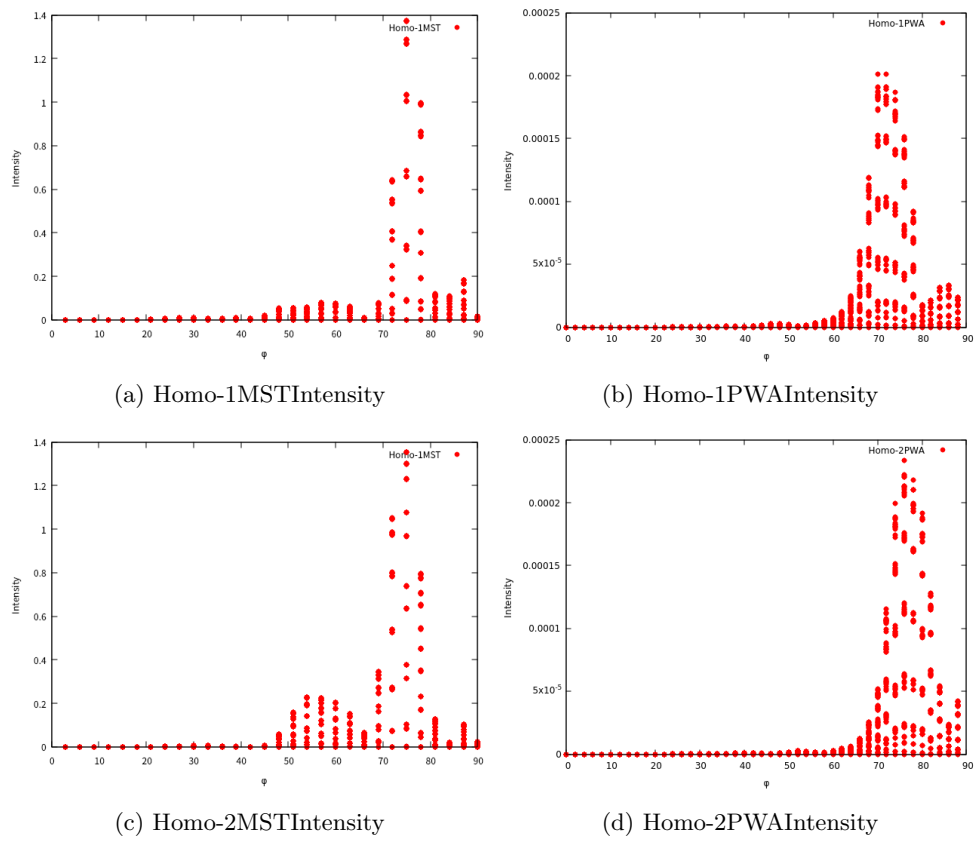 1.4
Homo-1MST
1.2
1
0.8
Intensity
0.6
0.4
0.2
0
0 10 20 30 40 50 60 70 80 90
φ
(a) Homo-1MSTIntensity
0.00025
Homo-1PWA
0.0002
0.00015
Intensity
0.0001
5x10-5
0
0 10 20 30 40 50 60 70 80 90
φ
(b) Homo-1PWAIntensity
1.4
Homo-1MST
1.2
1
0.8
Intensity
0.6
0.4
0.2
0
0 10 20 30 40 50 60 70 80 90
φ
(c) Homo-2MSTIntensity
0.00025
Homo-2PWA
0.0002
0.00015
Intensity
0.0001
5x10-5
0
0 10 20 30 40 50 60 70 80 90
φ
(d) Homo-2PWAIntensity